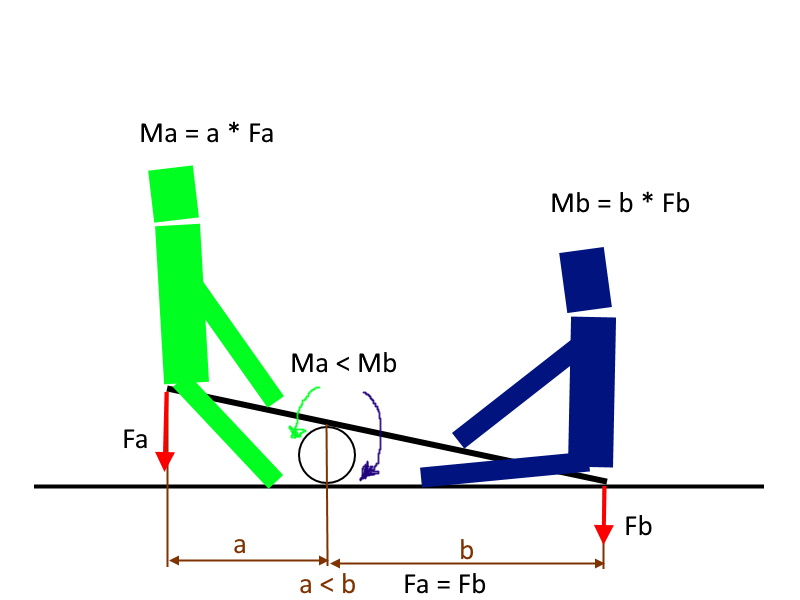 Ma = a * Fa
Mb = b * Fb
Ma < Mb
Fa
Fb
a
b
a < b
Fa = Fb